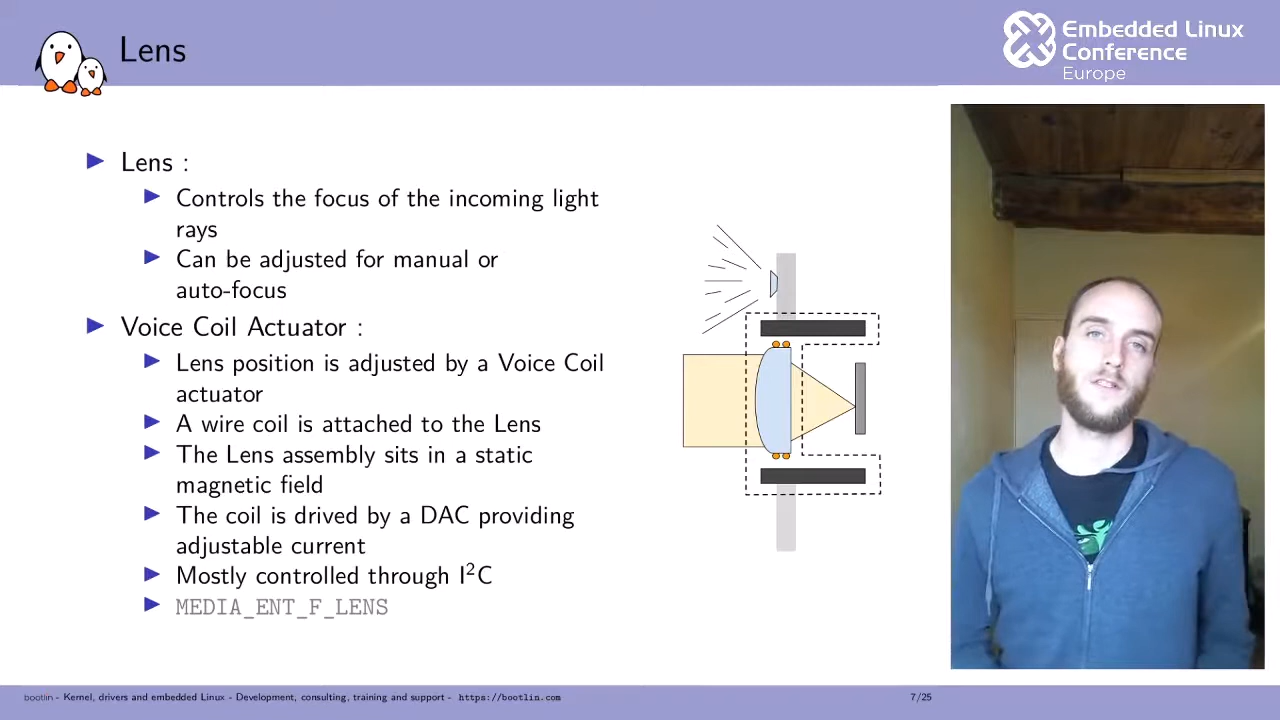 Lens
Embedded Linux
Conference
Europe
Lens :
Controls the focus of the incoming light
rays
Can be adjusted for manual or
auto-focus
Voice Coil Actuator :
Lens position is adjusted by a Voice Coil
actuator
A wire coil is attached to the Lens
The Lens assembly sits in a static
magnetic field
The coil is drived by a DAC providing
adjustable current
Mostly controlled through I²C
MEDIA_ENT_F_LENS
bootlin - Kernel, drivers and embedded Linux - Development, consulting, training and support - https://bootlin.com
7/25